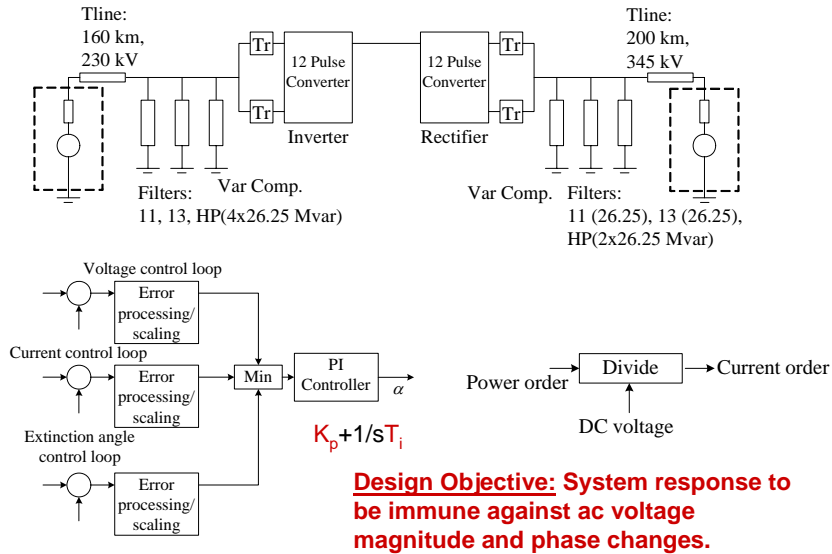 Tline:
160 km,
230 kV
Tr
Tr
12 Pulse
Converter
Inverter
12 Pulse
Converter
Rectifier
Tr
Tr
Tline:
200 km,
345 kV
Var Comp.
Filters:
11, 13, HP(4x26.25 Mvar)
Var Comp.
Filters:
11 (26.25), 13 (26.25),
HP(2x26.25 Mvar)
Voltage control loop
Error
processing/
scaling
Current control loop
Error
processing/
scaling
Extinction angle
control loop
Error
processing/
scaling
Min
PI
Controller
α
Kp+1/sTi
Power order
Divide
Current order
DC voltage
Design Objective: System response to
be immune against ac voltage
magnitude and phase changes.